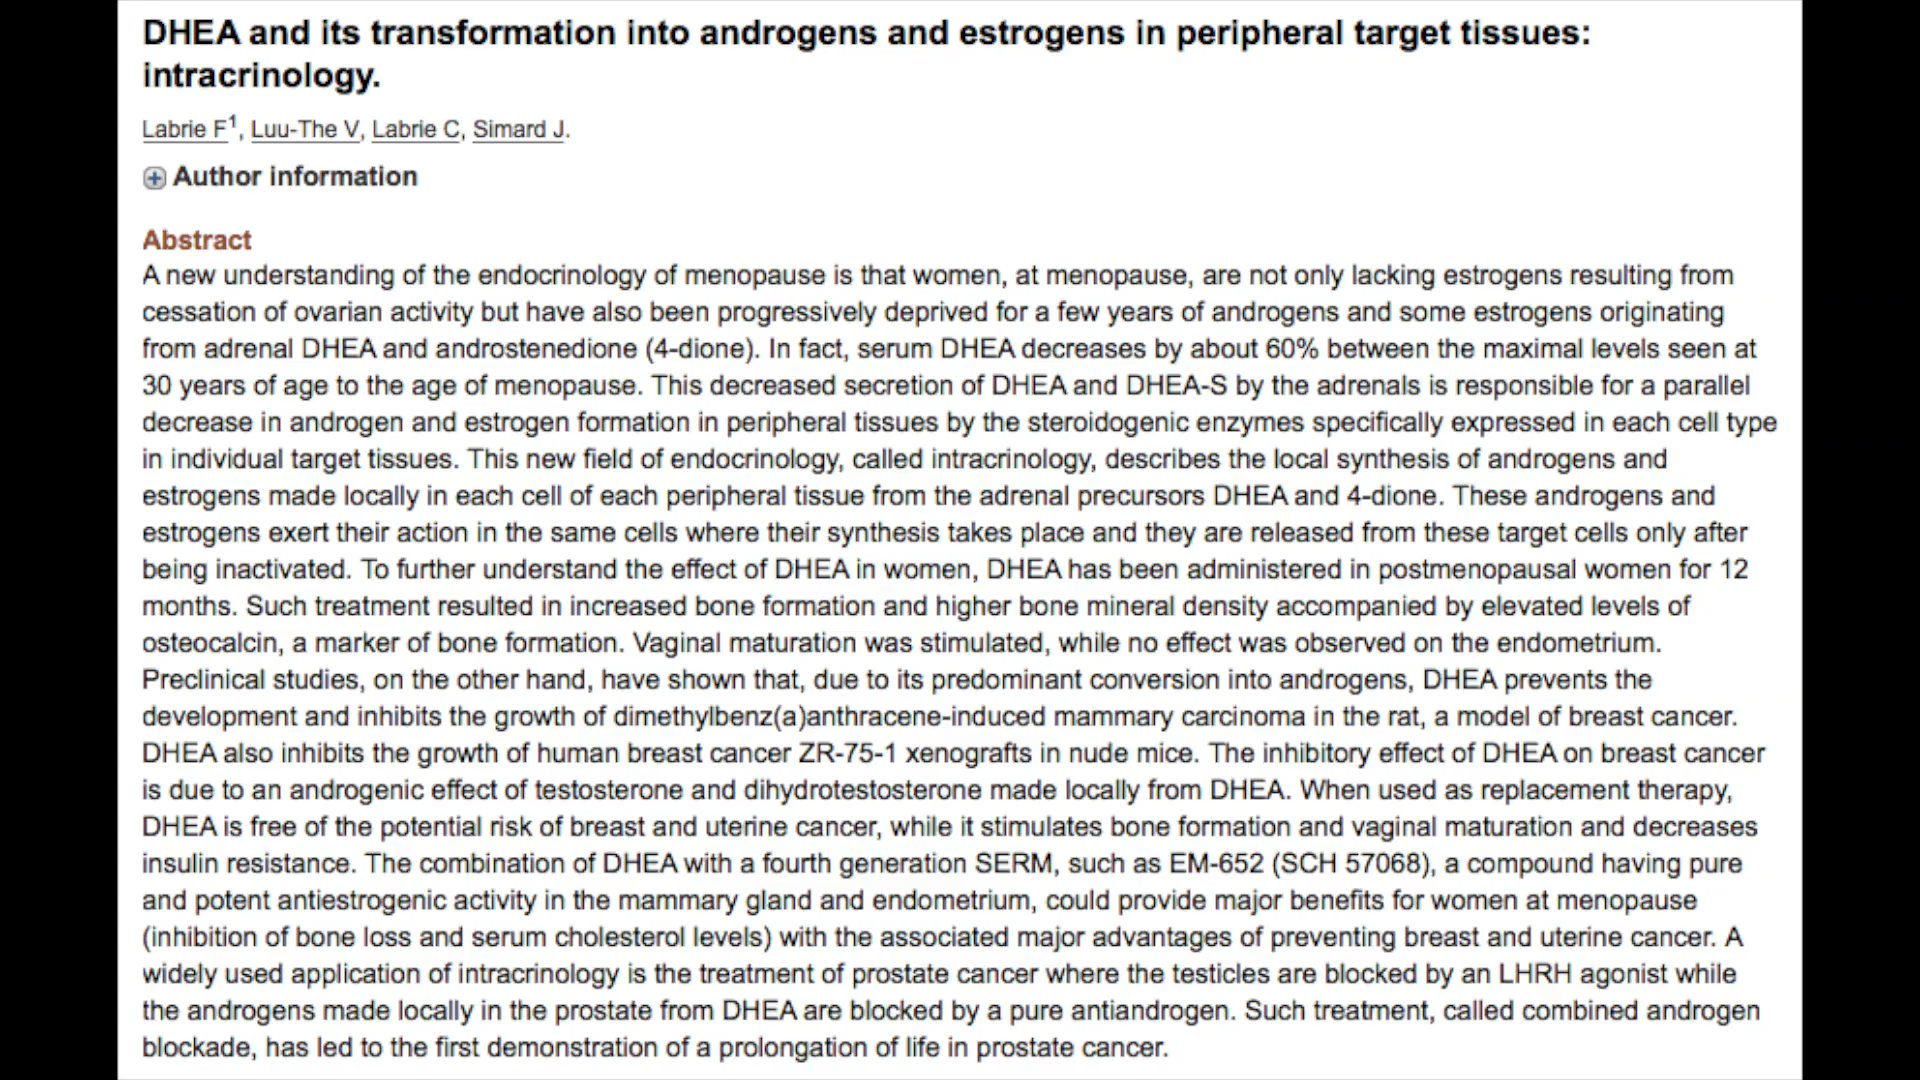 DHEA and its transformation into androgens and estrogens in peripheral target tissues:
intracrinology.
Labrie F1, Luu-The V, Labrie C, Simard J.
Author information
Abstract
A new understanding of the endocrinology of menopause is that women, at menopause, are not only lacking estrogens resulting from
cessation of ovarian activity but have also been progressively deprived for a few years of androgens and some estrogens originating
from adrenal DHEA and androstenedione (4-dione). In fact, serum DHEA decreases by about 60% between the maximal levels seen at
30 years of age to the age of menopause. This decreased secretion of DHEA and DHEA-S by the adrenals is responsible for a parallel
decrease in androgen and estrogen formation in peripheral tissues by the steroidogenic enzymes specifically expressed in each cell type
in individual target tissues. This new field of endocrinology, called intracrinology, describes the local synthesis of androgens and
estrogens made locally in each cell of each peripheral tissue from the adrenal precursors DHEA and 4-dione. These androgens and
estrogens exert their action in the same cells where their synthesis takes place and they are released from these target cells only after
being inactivated. To further understand the effect of DHEA in women, DHEA has been administered in postmenopausal women for 12
months. Such treatment resulted in increased bone formation and higher bone mineral density accompanied by elevated levels of
osteocalcin, a marker of bone formation. Vaginal maturation was stimulated, while no effect was observed on the endometrium.
Preclinical studies, on the other hand, have shown that, due to its predominant conversion into androgens, DHEA prevents the
development and inhibits the growth of dimethylbenz(a)anthracene-induced mammary carcinoma in the rat, a model of breast cancer.
DHEA also inhibits the growth of human breast cancer ZR-75-1 xenografts in nude mice. The inhibitory effect of DHEA on breast cancer
is due to an androgenic effect of testosterone and dihydrotestosterone made locally from DHEA. When used as replacement therapy,
DHEA is free of the potential risk of breast and uterine cancer, while it stimulates bone formation and vaginal maturation and decreases
insulin resistance. The combination of DHEA with a fourth generation SERM, such as EM-652 (SCH 57068), a compound having pure
and potent antiestrogenic activity in the mammary gland and endometrium, could provide major benefits for women at menopause
(inhibition of bone loss and serum cholesterol levels) with the associated major advantages of preventing breast and uterine cancer. A
widely used application of intracrinology is the treatment of prostate cancer where the testicles are blocked by an LHRH agonist while
the androgens made locally in the prostate from DHEA are blocked by a pure antiandrogen. Such treatment, called combined androgen
blockade, has led to the first demonstration of a prolongation of life in prostate cancer.